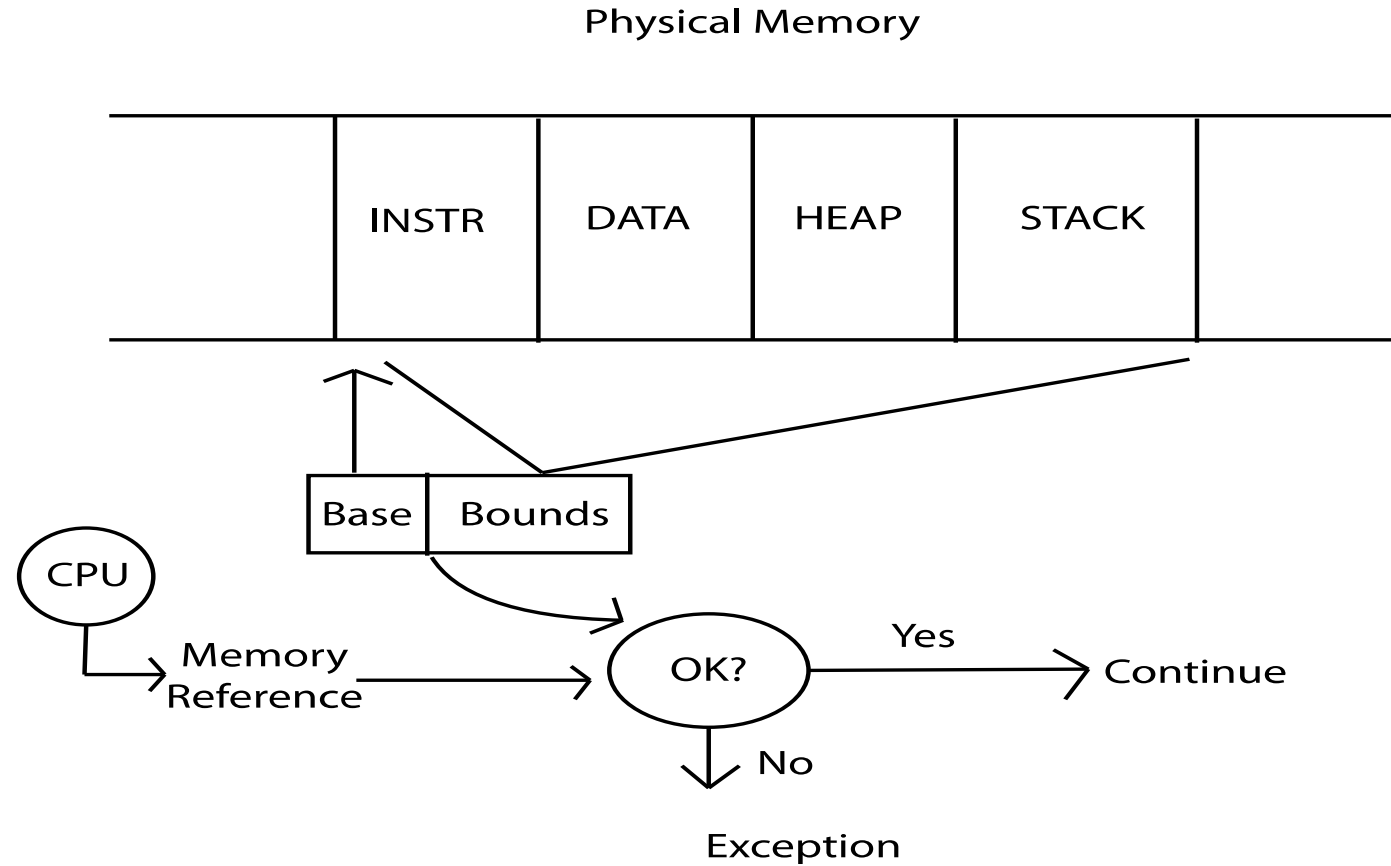 Physical Memory
INSTR
DATA
HEAP
STACK
Base
Bounds
CPU
Memory
Reference
OK?
Yes
Continue
No
Exception